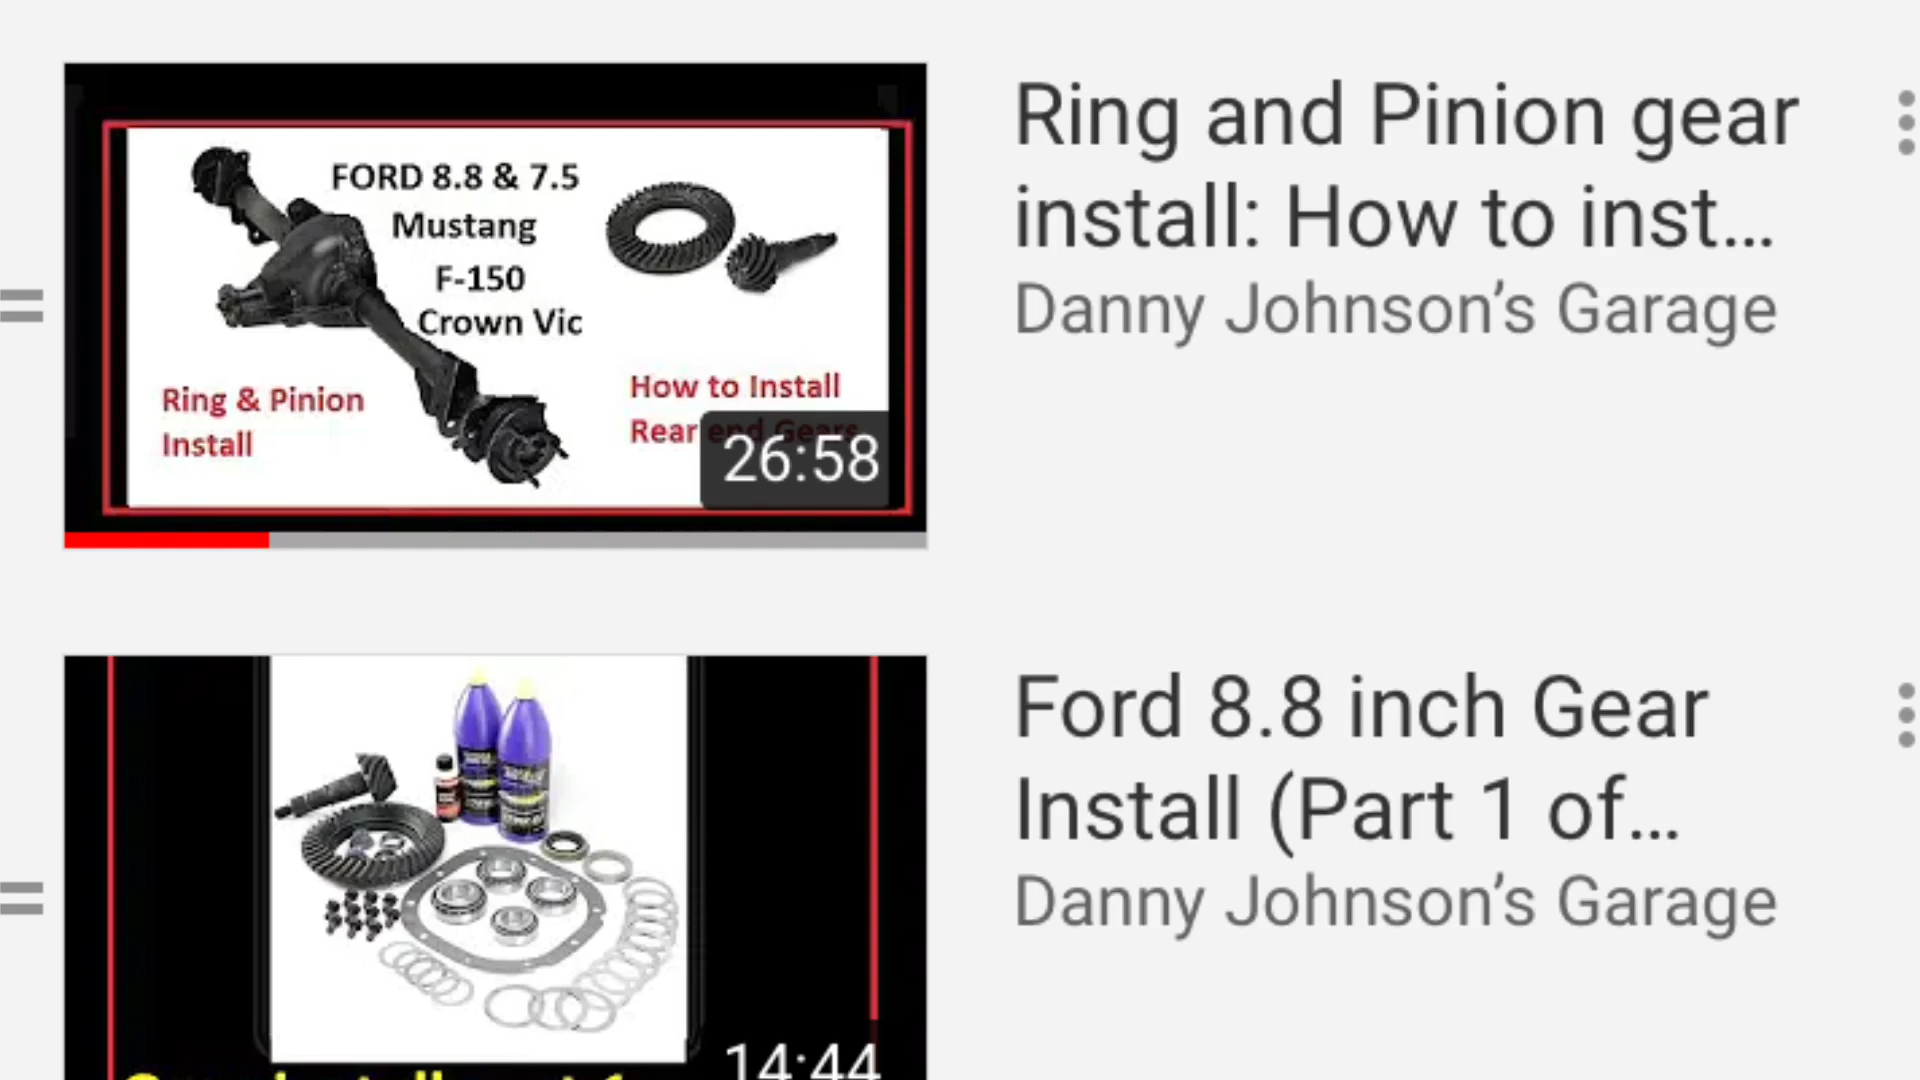 FORD 8.8 & 7.5
Mustang
F-150
Crown Vic
Ring & Pinion
Install
How to Install
Rear end Gears
26:58
Ring and Pinion gear
install: How to inst...
Danny Johnson’s Garage
14:44
Ford 8.8 inch Gear
Install (Part 1 of...
Danny Johnson’s Garage